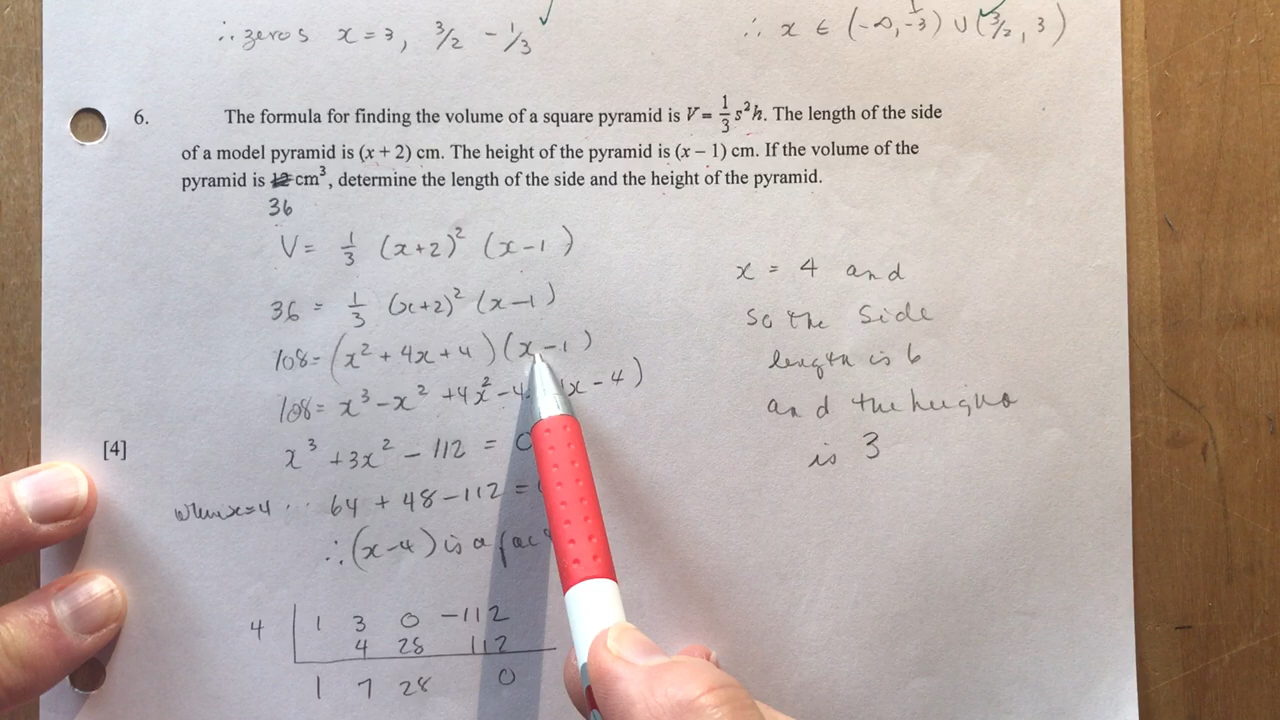 ∴ zeros x = 3, 3/2 - 1/3 ✓
∴ x ∈ (-∞, -1/3) ∪ (3/2, 3)
6. The formula for finding the volume of a square pyramid is V = 1/3 s²h. The length of the side
of a model pyramid is (x + 2) cm. The height of the pyramid is (x − 1) cm. If the volume of the
pyramid is cm³, determine the length of the side and the height of the pyramid.
36
V = 1/3 (x+2)² (x-1)
36 = 1/3 (x+2)² (x-1)
108 = (x² + 4x + 4)(x-1)
108 = x³ - x² + 4x² - 4 x - 4)
[4]
x³ + 3x² - 112 = 0
when x=4 .. 64 + 48 - 112 =
∴ (x-4) is a fac
4 | 1 3 0 -112
4 28 112
1 7 28 0
x = 4 and
so the side
length is 6
and the height
is 3